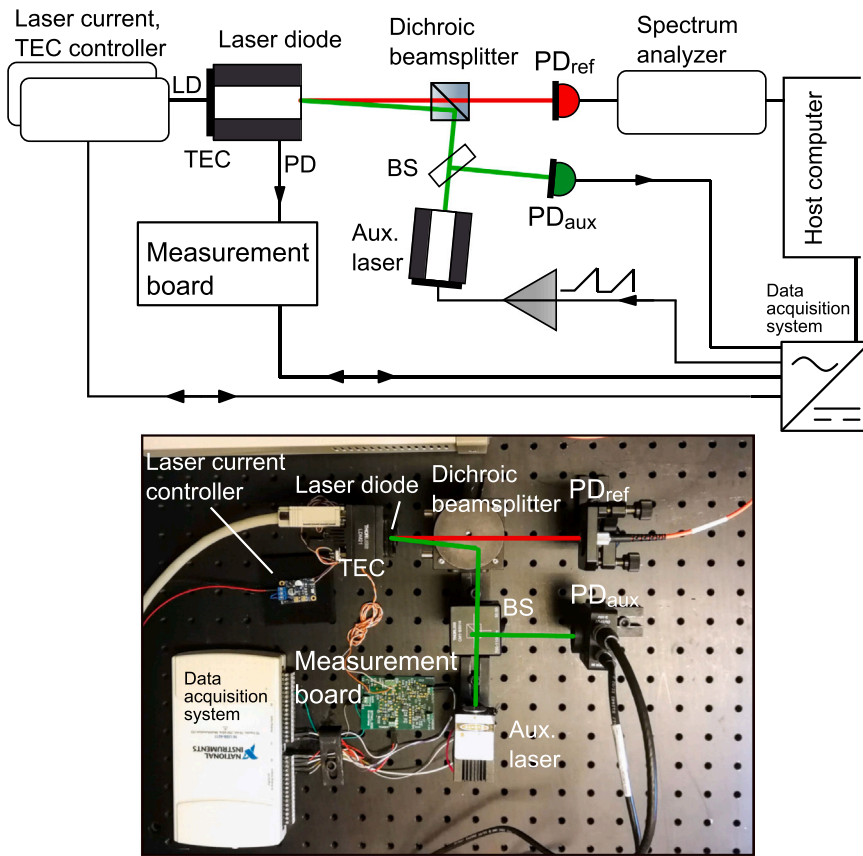 Laser current,
TEC controller
Laser diode
Dichroic
beamsplitter
PDref
Spectrum
analyzer
LD
TEC
PD
BS
PDaux
Host computer
Measurement
board
Aux.
laser
Data
acquisition
system
Laser current
controller
Laser diode
Dichroic
beamsplitter
PDref
TEC
BS
PDaux
Measurement
board
Data
acquisition
system
Aux.
laser
NATIONAL
INSTRUMENTS
THORLABS